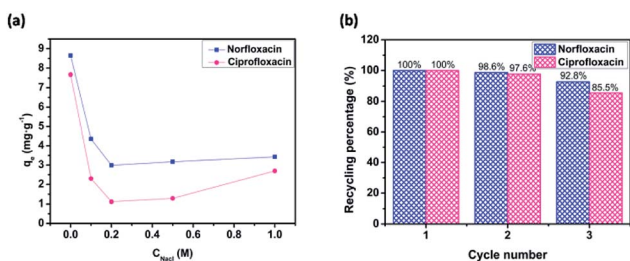 (a)
Norfloxacin
Ciprofloxacin
qe (mg·g-1)
9
8
7
6
5
4
3
2
1
0
0.0 0.2 0.4 0.6 0.8 1.0
CNacl (M)
(b)
Norfloxacin
Ciprofloxacin
Recycling percentage (%)
120
100
80
60
40
20
0
100% 100% 98.6% 97.6% 92.8% 85.5%
1 2 3
Cycle number